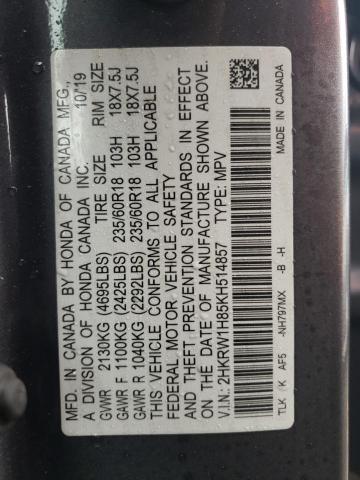 MFD. IN CANADA BY HONDA OF CANADA MFG.,
A DIVISION OF HONDA CANADA INC. 10/19
GVWR 2130KG (4695LBS) TIRE SIZE RIM SIZE
GAWR F 1100KG (2425LBS) 235/60R18 103H 18X7.5J
GAWR R 1040KG (2292LBS) 235/60R18 103H 18X7.5J
THIS VEHICLE CONFORMS TO ALL APPLICABLE
FEDERAL MOTOR VEHICLE SAFETY
AND THEFT PREVENTION STANDARDS IN EFFECT
ON THE DATE OF MANUFACTURE SHOWN ABOVE.
V.I.N.: 2HKRW1H85KH514857 TYPE: MPV
TLK K AF5 -NH797MX -B -H MADE IN CANADA